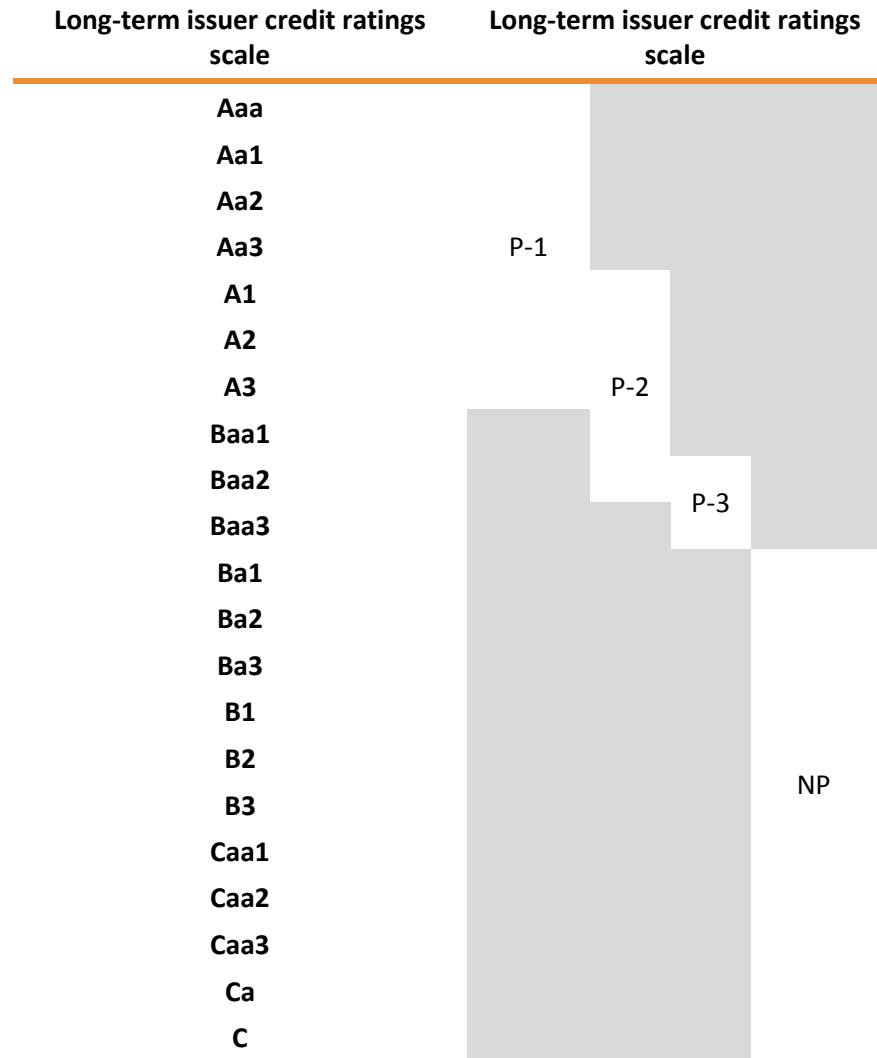 Long-term issuer credit ratings scale
Long-term issuer credit ratings scale
Aaa
Aa1
Aa2
Aa3 P-1
A1
A2
A3 P-2
Baa1
Baa2
P-3
Baa3
Ba1
Ba2
Ba3
B1
B2
NP
B3
Caa1
Caa2
Caa3
Ca
C